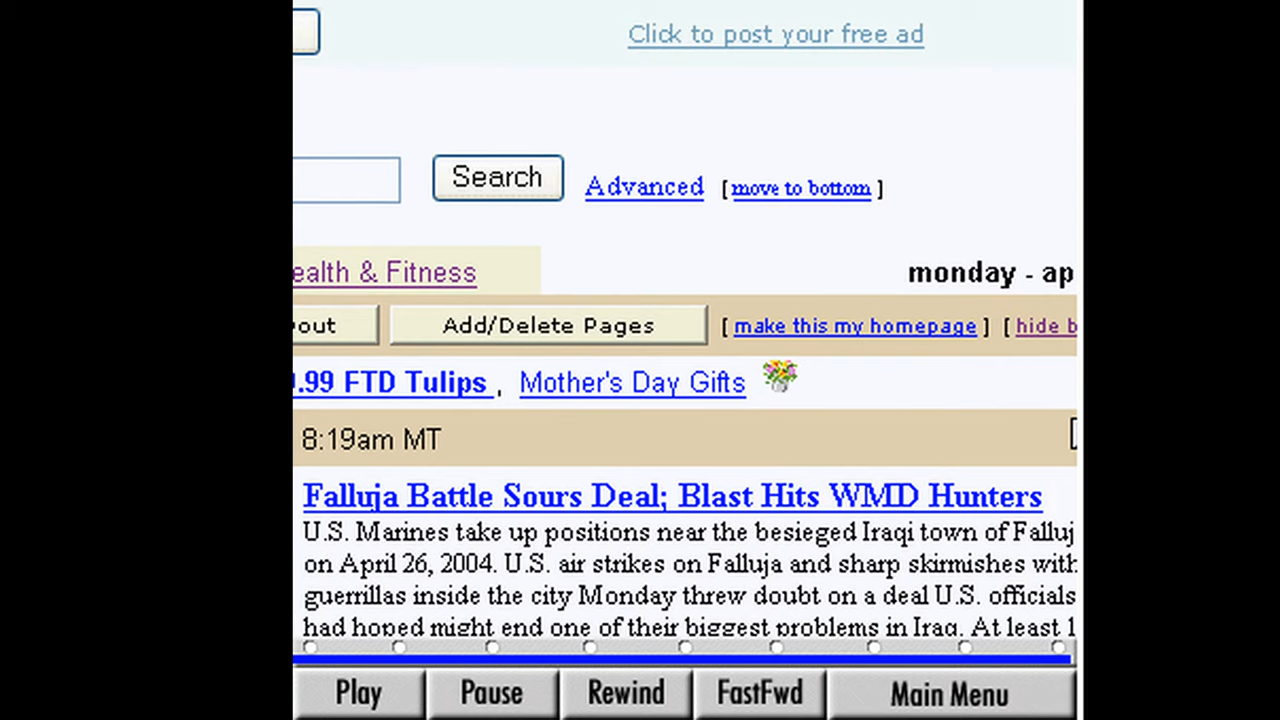 Click to post your free ad
Search Advanced [ move to bottom ]
ealth & Fitness monday - ap
out Add/Delete Pages [ make this my homepage ] [ hide b
.99 FTD Tulips , Mother's Day Gifts
8:19am MT
Falluja Battle Sours Deal; Blast Hits WMD Hunters
U.S. Marines take up positions near the besieged Iraqi town of Falluj
on April 26, 2004. U.S. air strikes on Falluja and sharp skirmishes with
guerrillas inside the city Monday threw doubt on a deal U.S. officials
had hoped might end one of their biggest problems in Iraq. At least 1
Play Pause Rewind FastFwd Main Menu